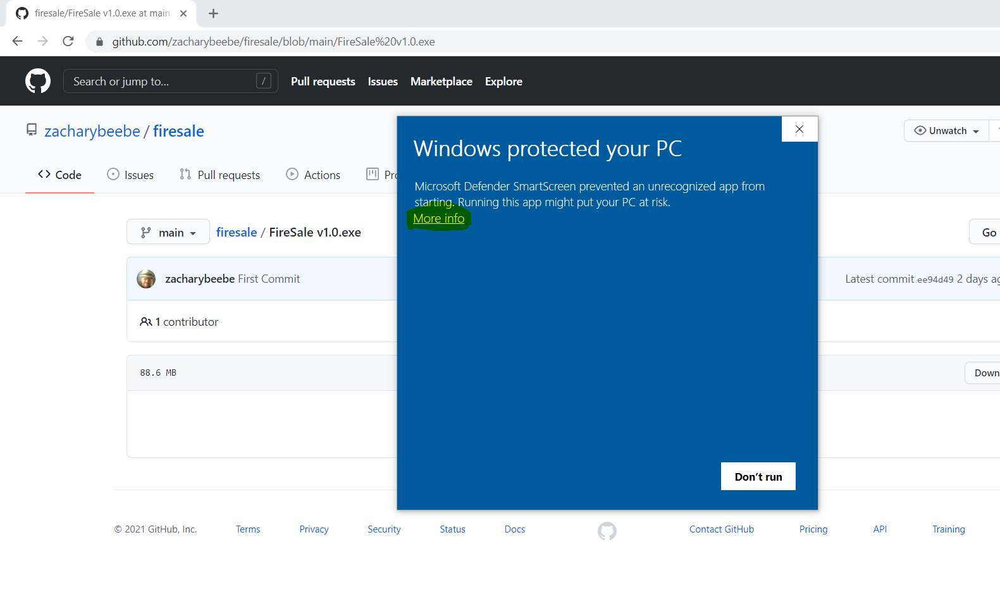 firesale/FireSale v1.0.exe at main
github.com/zacharybeebe/firesale/blob/main/FireSale%20v1.0.exe
Search or jump to... / Pull requests Issues Marketplace Explore
zacharybeebe / firesale
Unwatch
Code Issues Pull requests Actions
Windows protected your PC
Microsoft Defender SmartScreen prevented an unrecognized app from
starting. Running this app might put your PC at risk.
More info
Don't run
main firesale / FireSale v1.0.exe Go
zacharybeebe First Commit Latest commit ee94d49 2 days
1 contributor
88.6 MB
© 2021 GitHub, Inc. Terms Privacy Security Status Docs Contact GitHub Pricing API Training